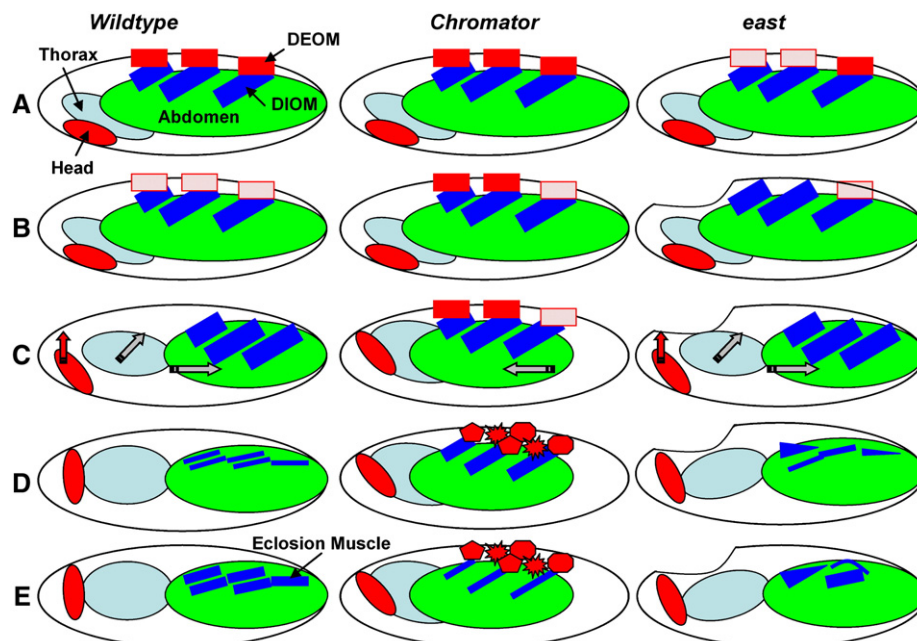 Wildtype
Chromator
east
DEOM
Thorax
A
DIOM
Abdomen
Head
B
C
D
Eclosion Muscle
E